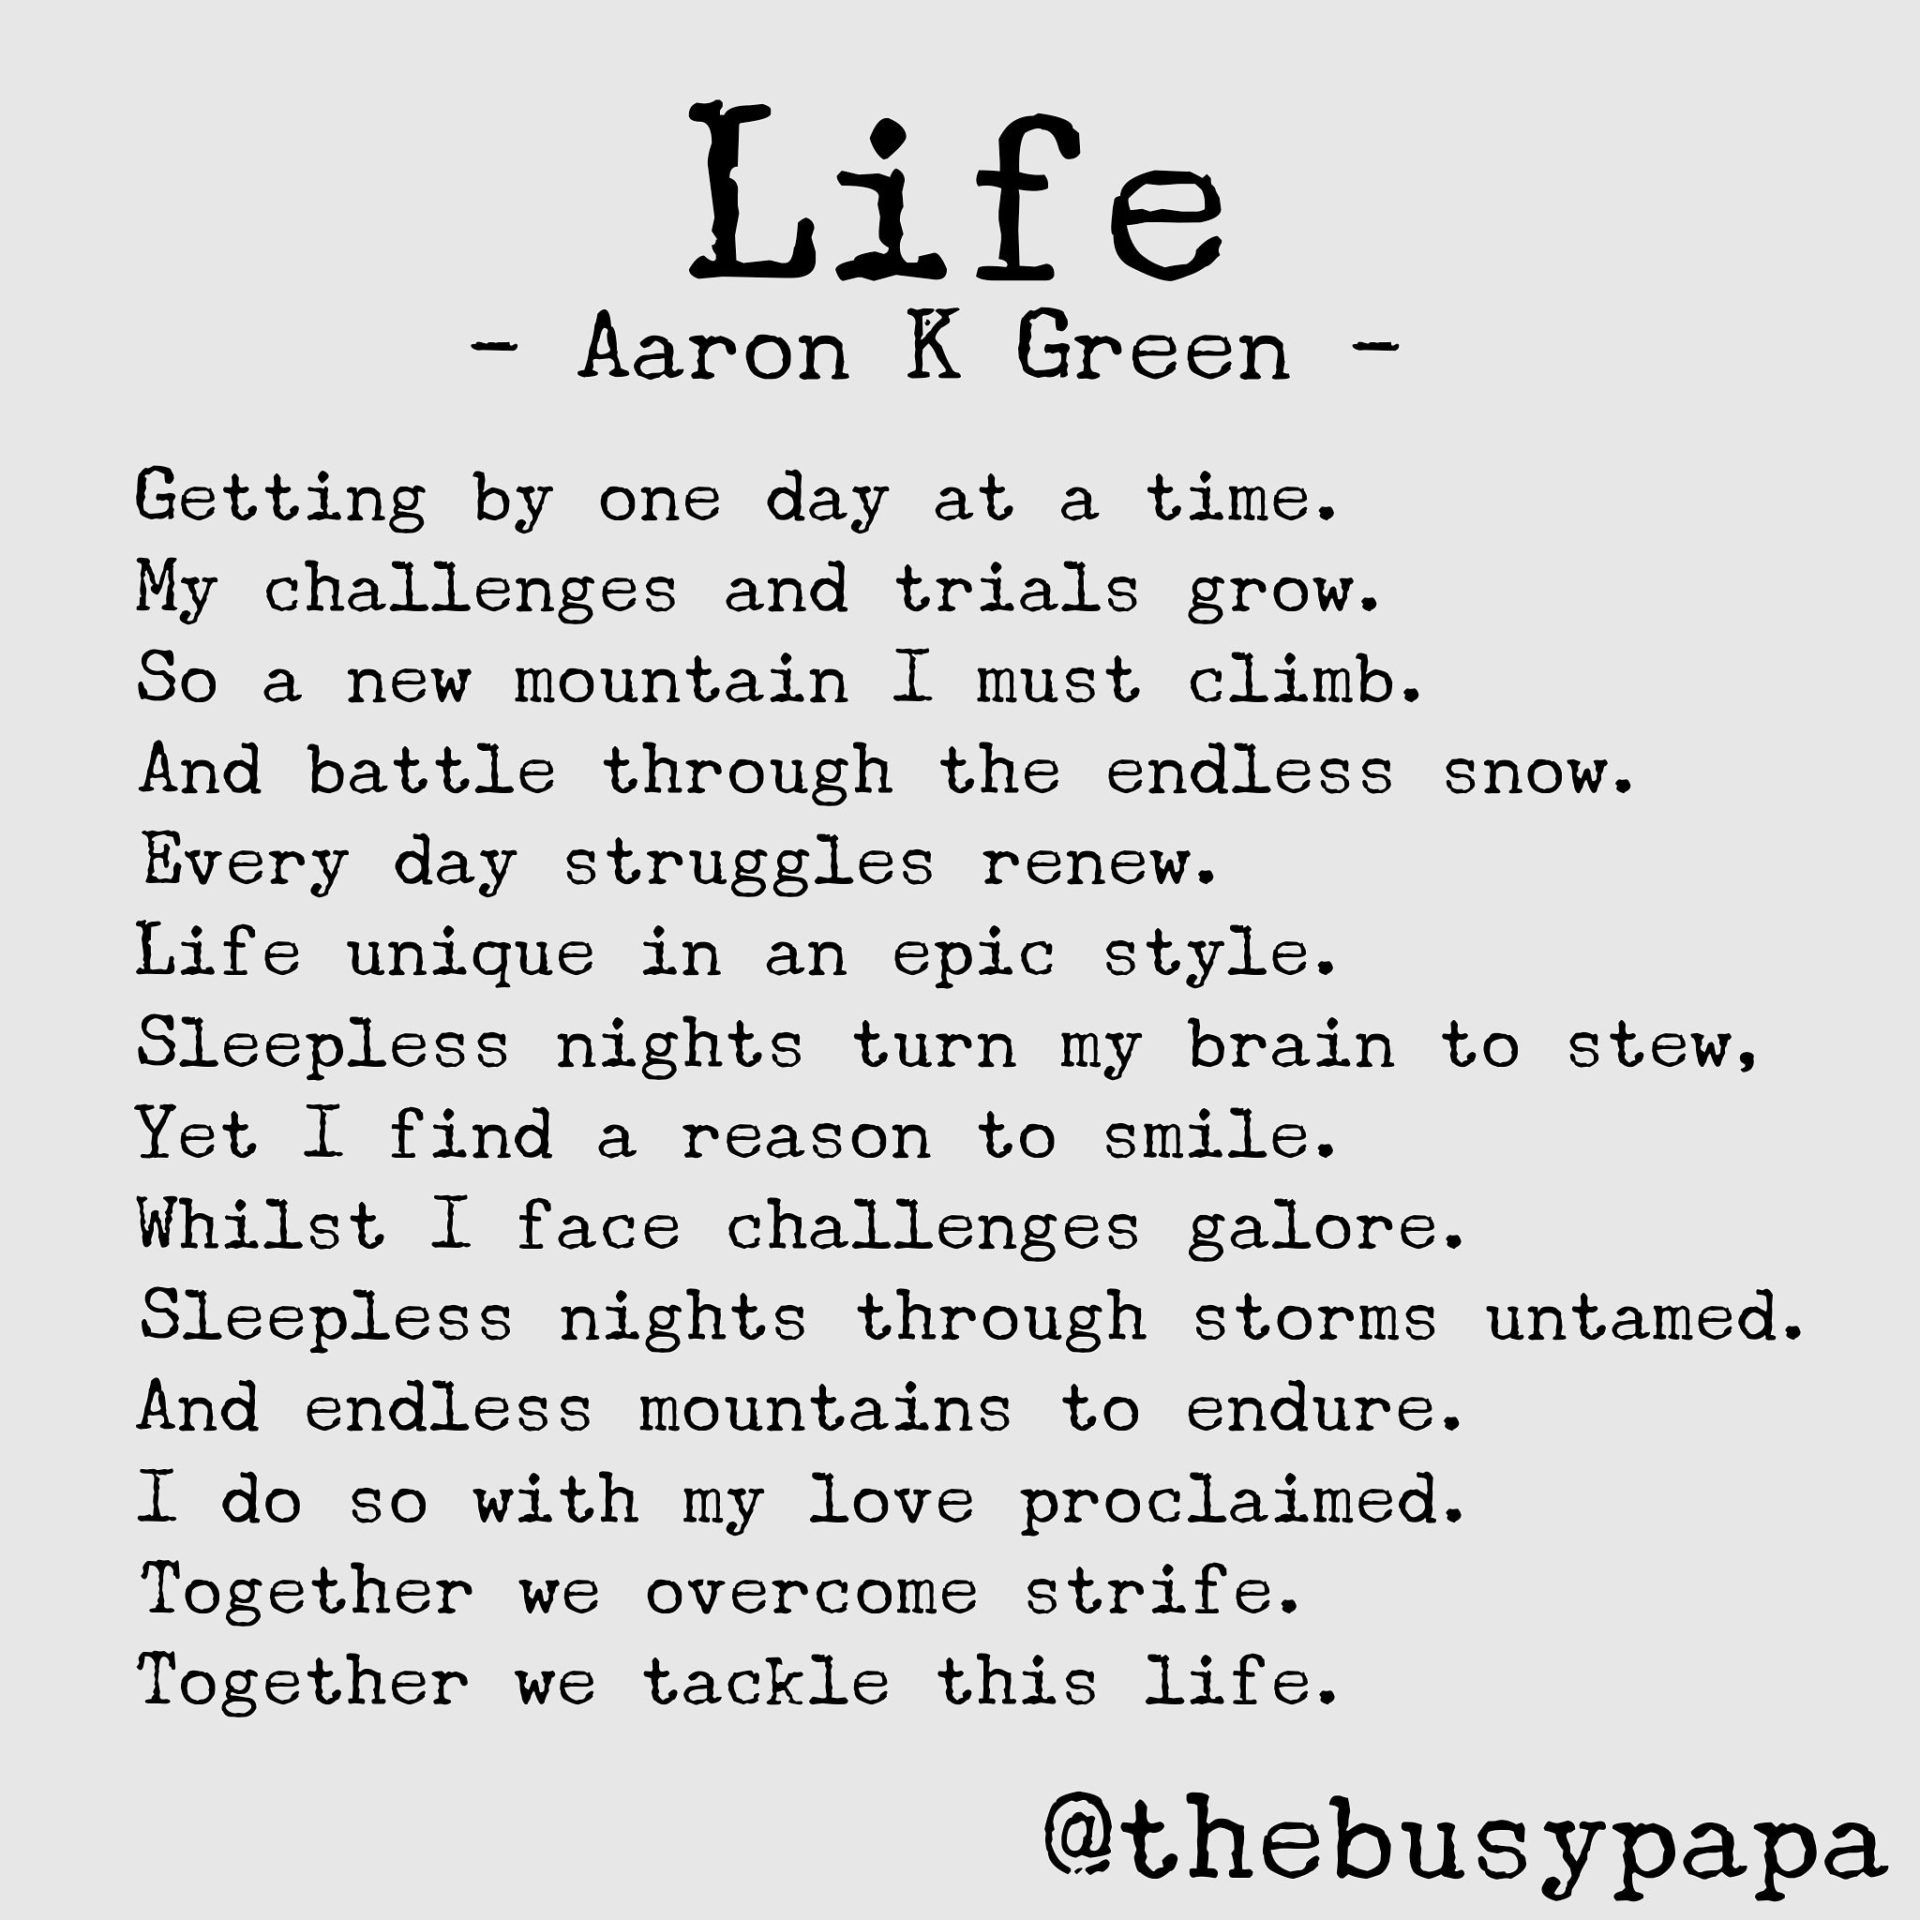 Life
- Aaron K Green -
Getting by one day at a time.
My challenges and trials grow.
So a new mountain I must climb.
And battle through the endless snow.
Every day struggles renew.
Life unique in an epic style.
Sleepless nights turn my brain to stew,
Yet I find a reason to smile.
Whilst I face challenges galore.
Sleepless nights through storms untamed.
And endless mountains to endure.
I do so with my love proclaimed.
Together we overcome strife.
Together we tackle this life.
@thebusypapa